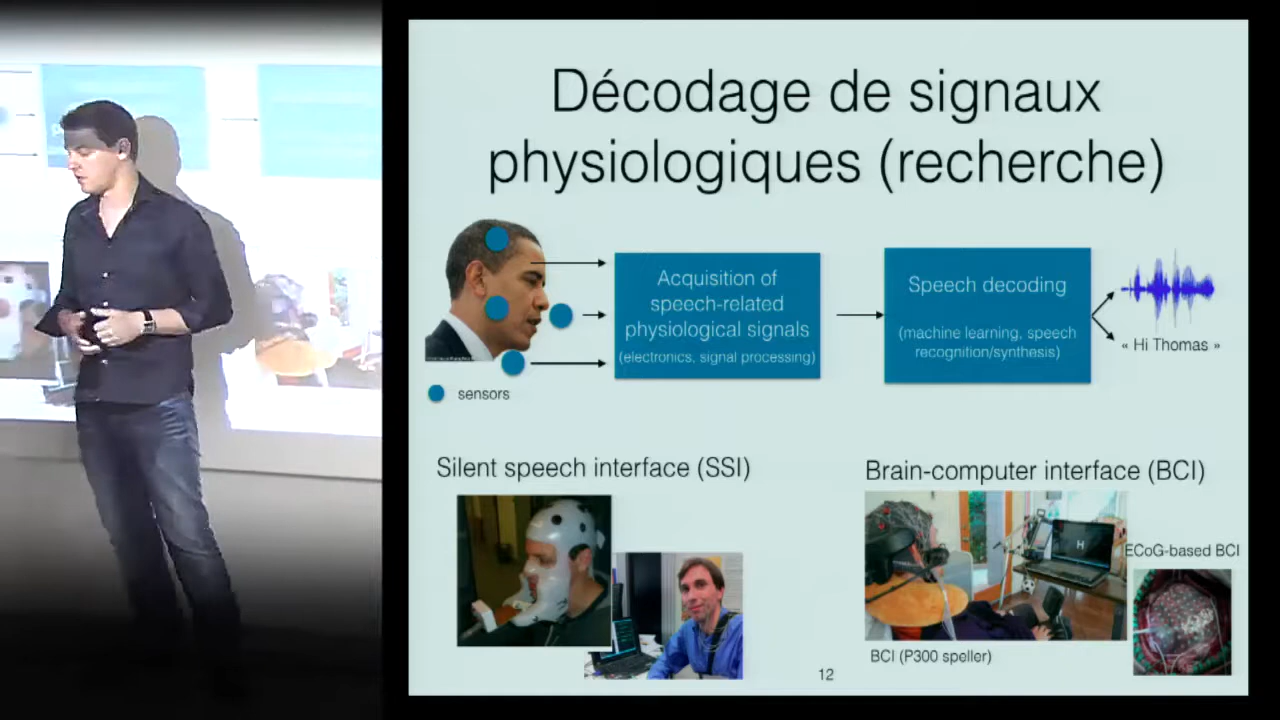 Décodage de signaux
physiologiques (recherche)
Acquisition of
speech-related
physiological signals
(electronics, signal processing)
Speech decoding
(machine learning, speech
recognition/synthesis)
« Hi Thomas »
sensors
Silent speech interface (SSI)
Brain-computer interface (BCI)
H
ECoG-based BCI
BCI (P300 speller)
12